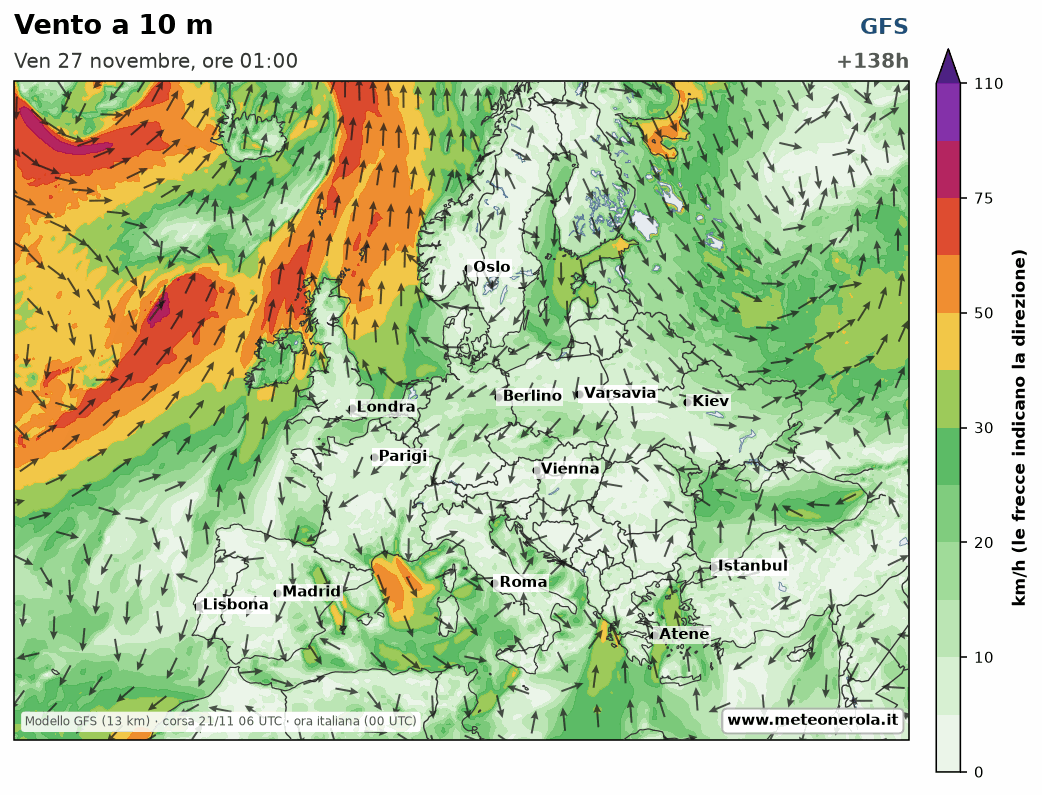 Vento a 10 m
GFS
Ven 27 novembre, ore 01:00
+138h
110
75
50
30
20
10
0
km/h (le frecce indicano la direzione)
Oslo
Berlino
Varsavia
Kiev
Londra
Parigi
Vienna
Istanbul
Roma
Madrid
Lisbona
Atene
Modello GFS (13 km) · corsa 21/11 06 UTC · ora italiana (00 UTC)
www.meteonerola.it